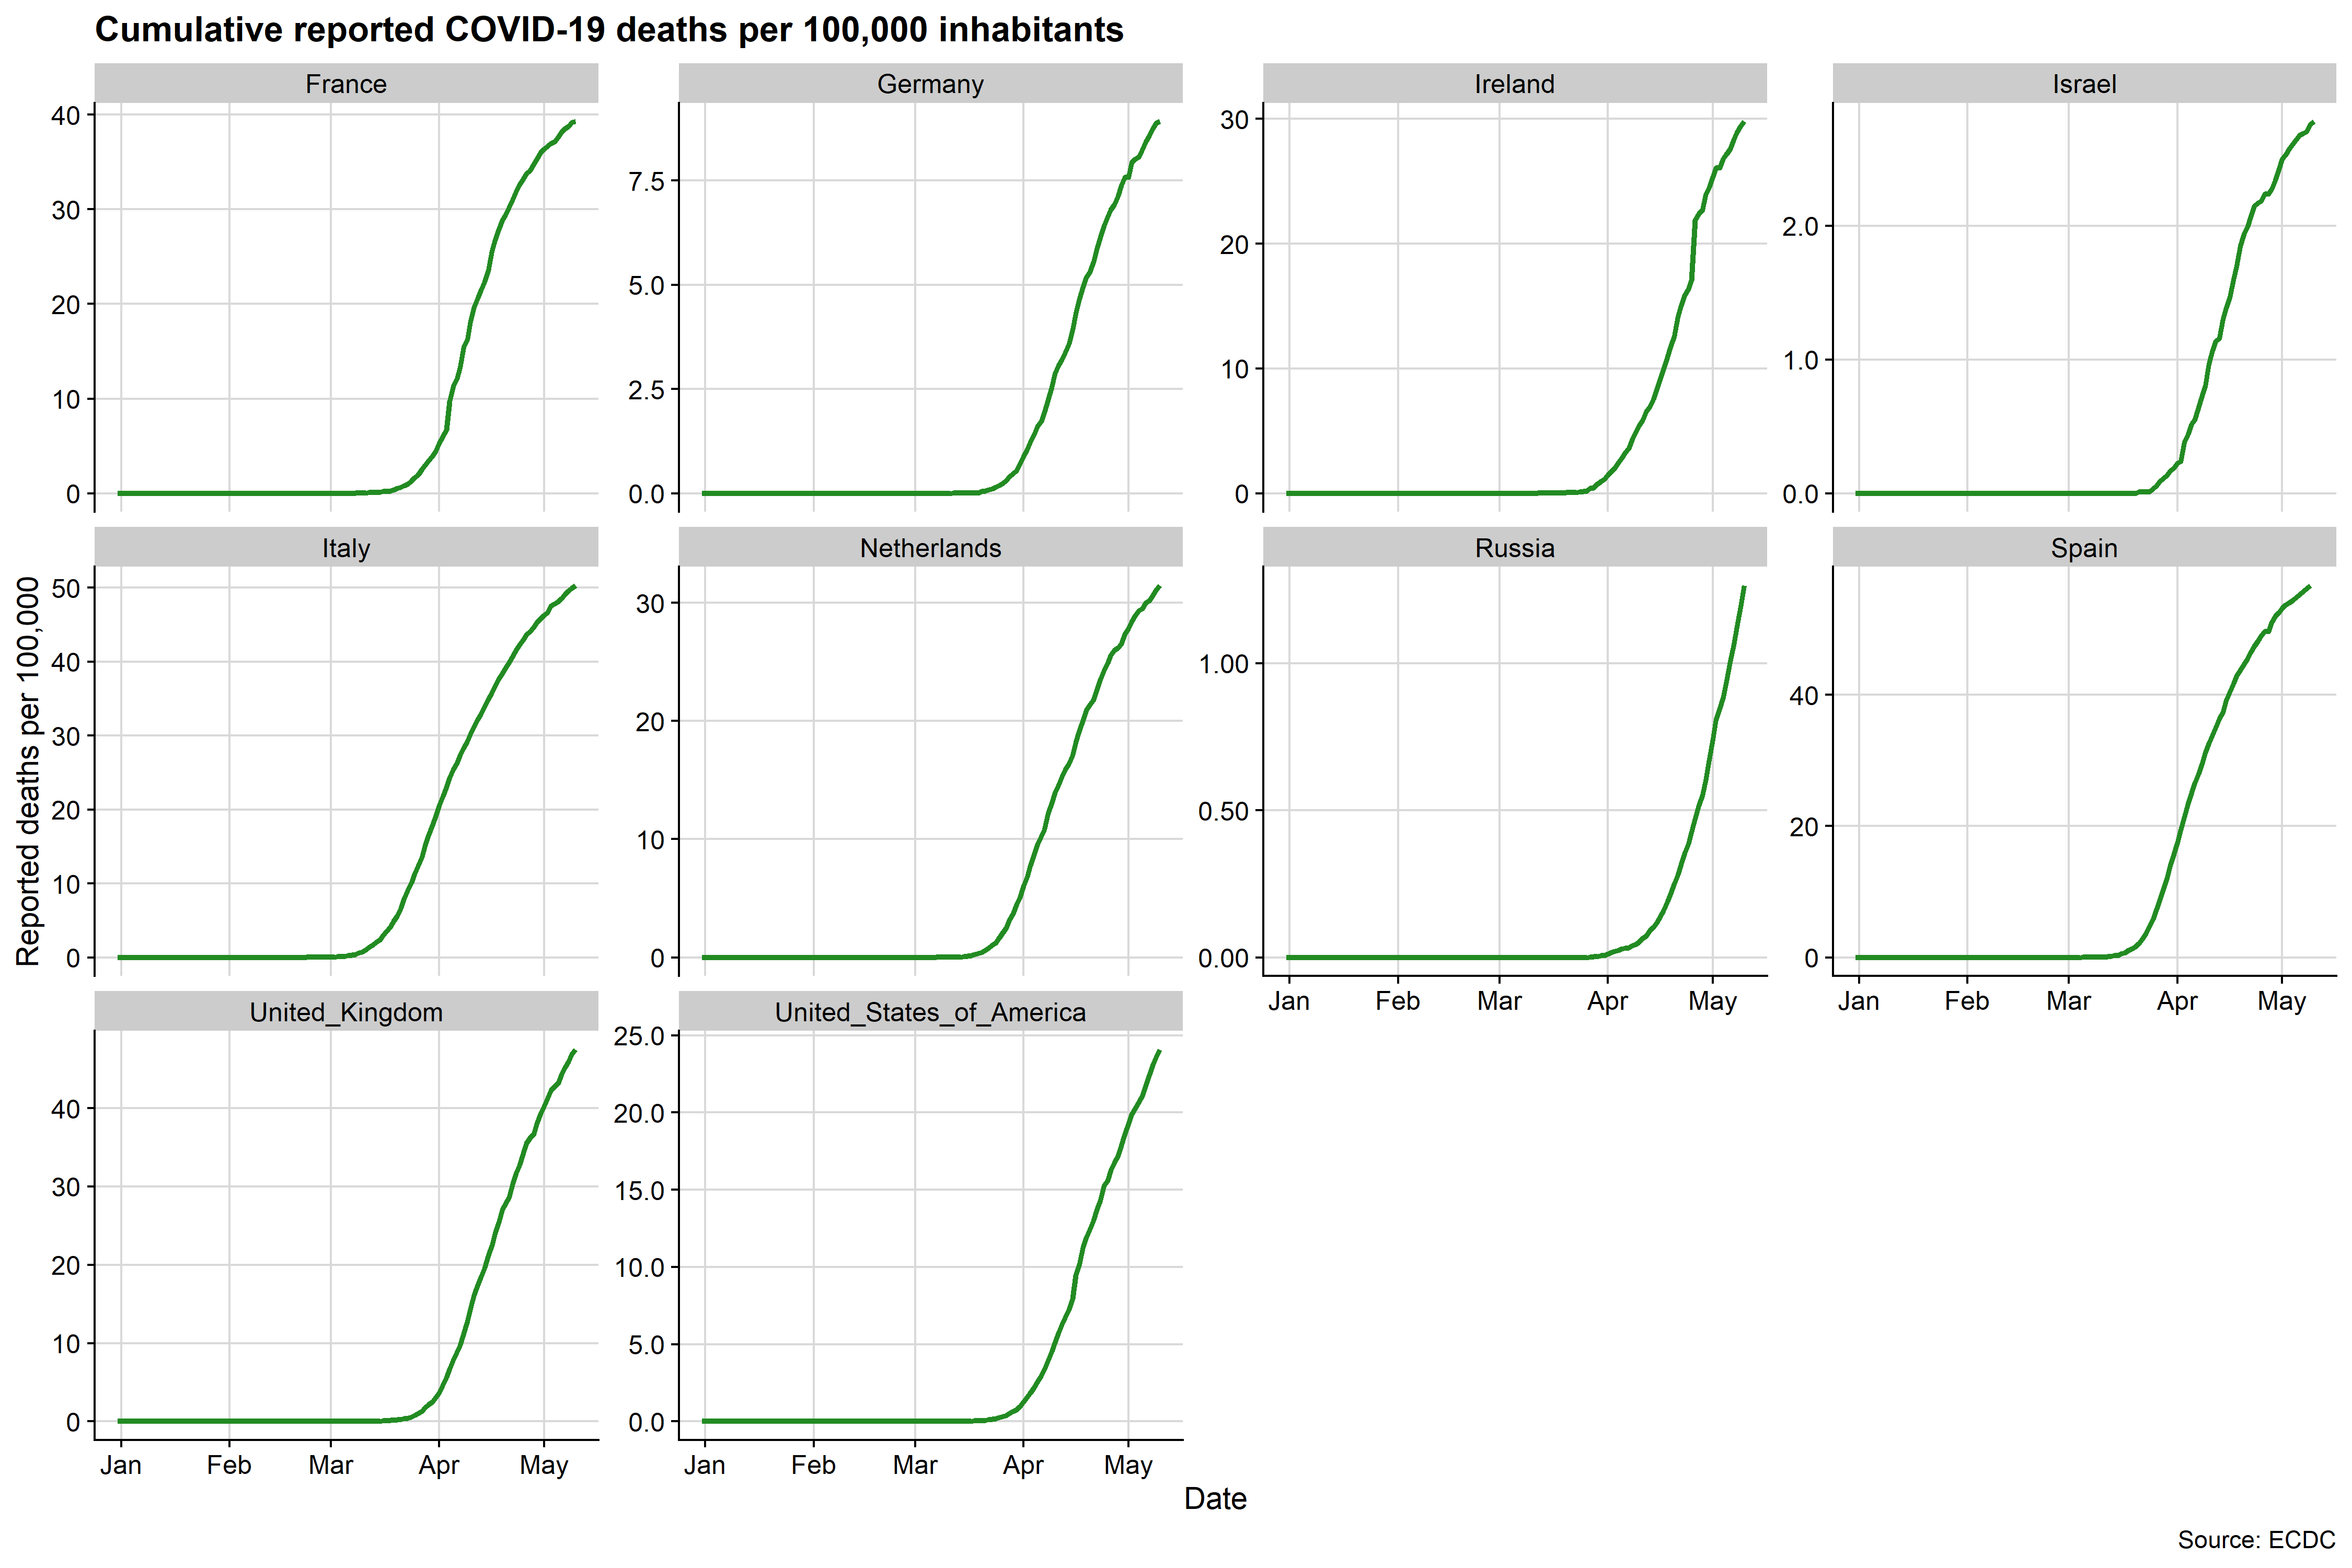 Cumulative reported COVID-19 deaths per 100,000 inhabitants
France
Germany
Ireland
Israel
40
30
20
10
0
7.5
5.0
2.5
0.0
30
20
10
0
2.0
1.0
0.0
Reported deaths per 100,000
Italy
Netherlands
Russia
Spain
50
40
30
20
10
0
30
20
10
0
1.00
0.50
0.00
40
20
0
Jan Feb Mar Apr May
Jan Feb Mar Apr May
United_Kingdom
United_States_of_America
40
30
20
10
0
25.0
20.0
15.0
10.0
5.0
0.0
Jan Feb Mar Apr May
Jan Feb Mar Apr May
Date
Source: ECDC